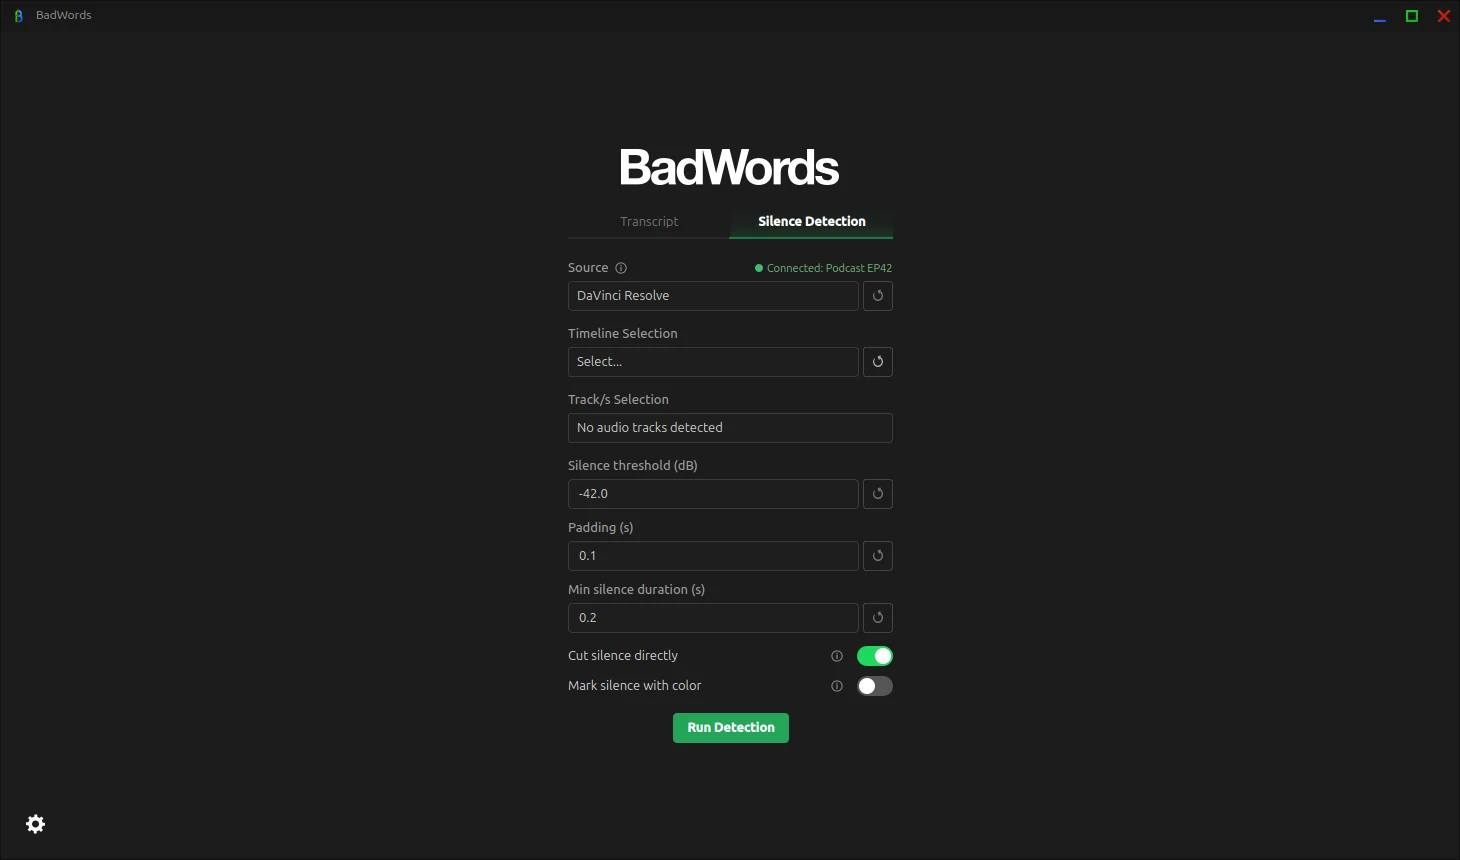 BadWords
BadWords
Transcript Silence Detection
Source Connected: Podcast EP42
DaVinci Resolve
Timeline Selection
Select...
Track/s Selection
No audio tracks detected
Silence threshold (dB)
-42.0
Padding (s)
0.1
Min silence duration (s)
0.2
Cut silence directly
Mark silence with color
Run Detection